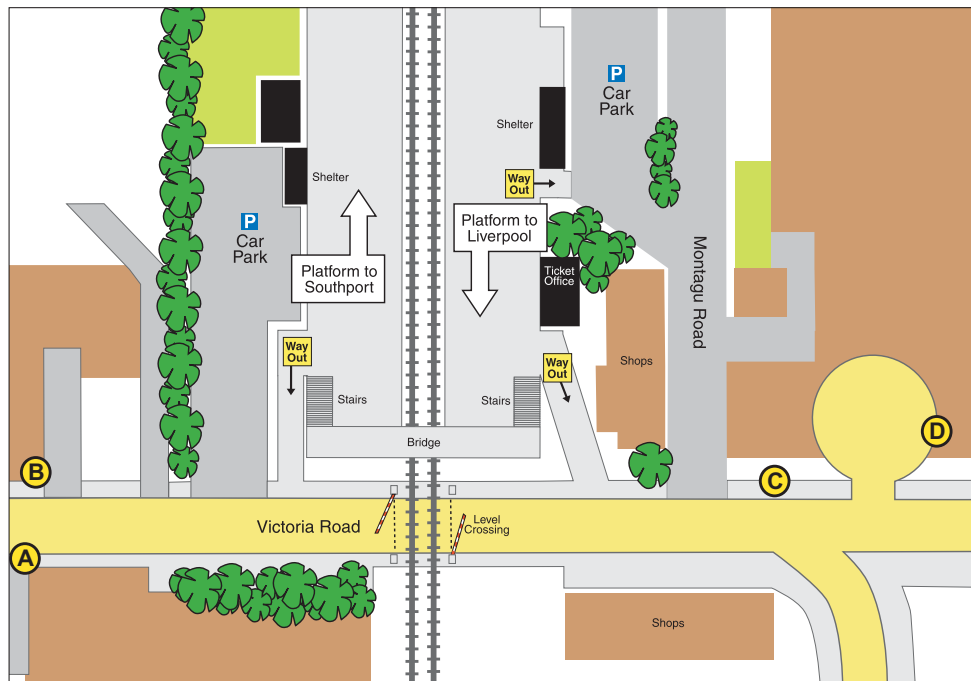 P
Car
Park
Shelter
Way
Out
Shelter
P
Car
Park
Platform to
Southport
Platform to
Liverpool
Ticket
Office
Montagu Road
Way
Out
Way
Out
Shops
Stairs
Stairs
Bridge
B
C
D
Victoria Road
Level
Crossing
A
Shops